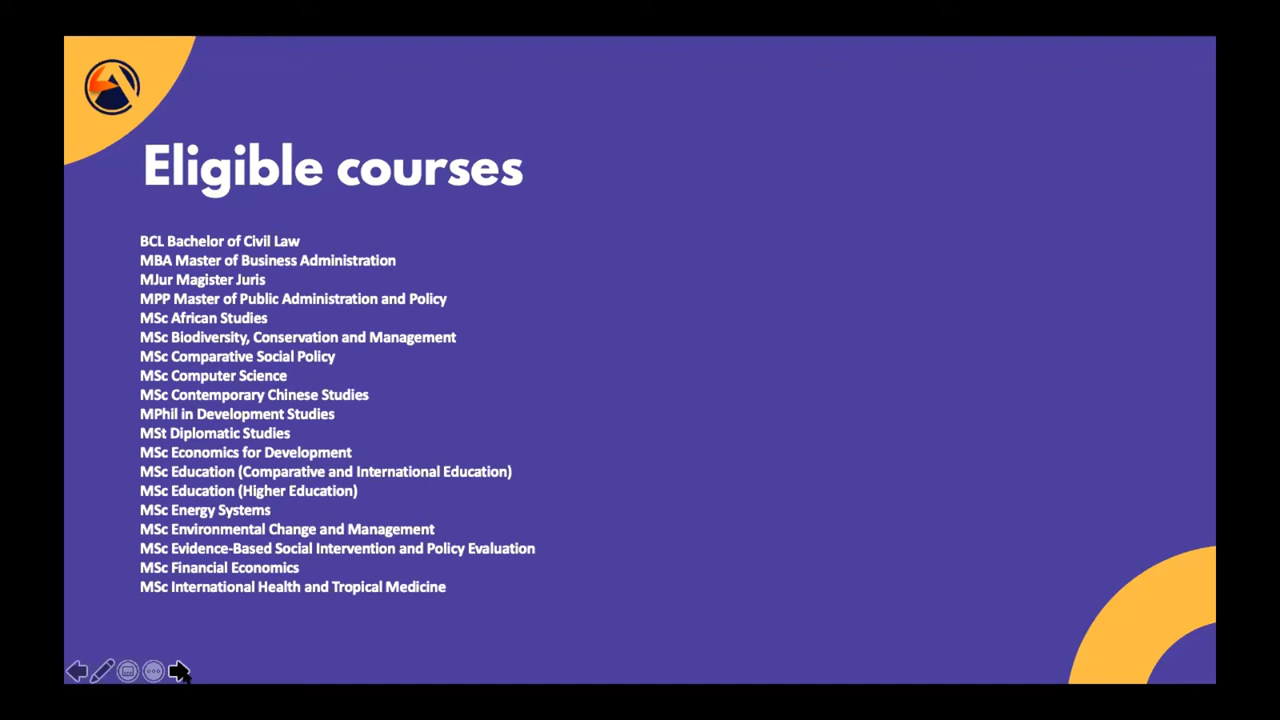 Eligible courses
BCL Bachelor of Civil Law
MBA Master of Business Administration
MJur Magister Juris
MPP Master of Public Administration and Policy
MSc African Studies
MSc Biodiversity, Conservation and Management
MSc Comparative Social Policy
MSc Computer Science
MSc Contemporary Chinese Studies
MPhil in Development Studies
MSt Diplomatic Studies
MSc Economics for Development
MSc Education (Comparative and International Education)
MSc Education (Higher Education)
MSc Energy Systems
MSc Environmental Change and Management
MSc Evidence-Based Social Intervention and Policy Evaluation
MSc Financial Economics
MSc International Health and Tropical Medicine